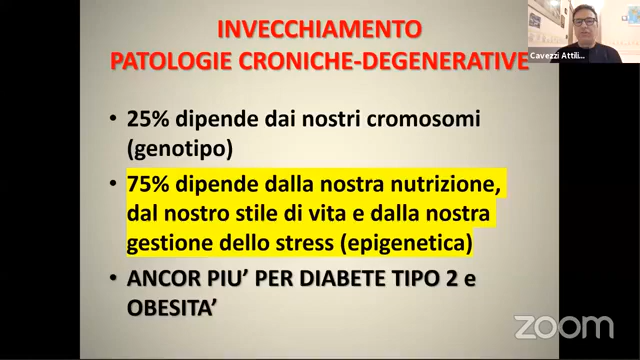 INVECCHIAMENTO
PATOLOGIE CRONICHE-DEGENERATIVE
Cavezzi Attili...
• 25% dipende dai nostri cromosomi
(genotipo)
• 75% dipende dalla nostra nutrizione,
dal nostro stile di vita e dalla nostra
gestione dello stress (epigenetica)
• ANCOR PIU’ PER DIABETE TIPO 2 e
OBESITA’
zoom